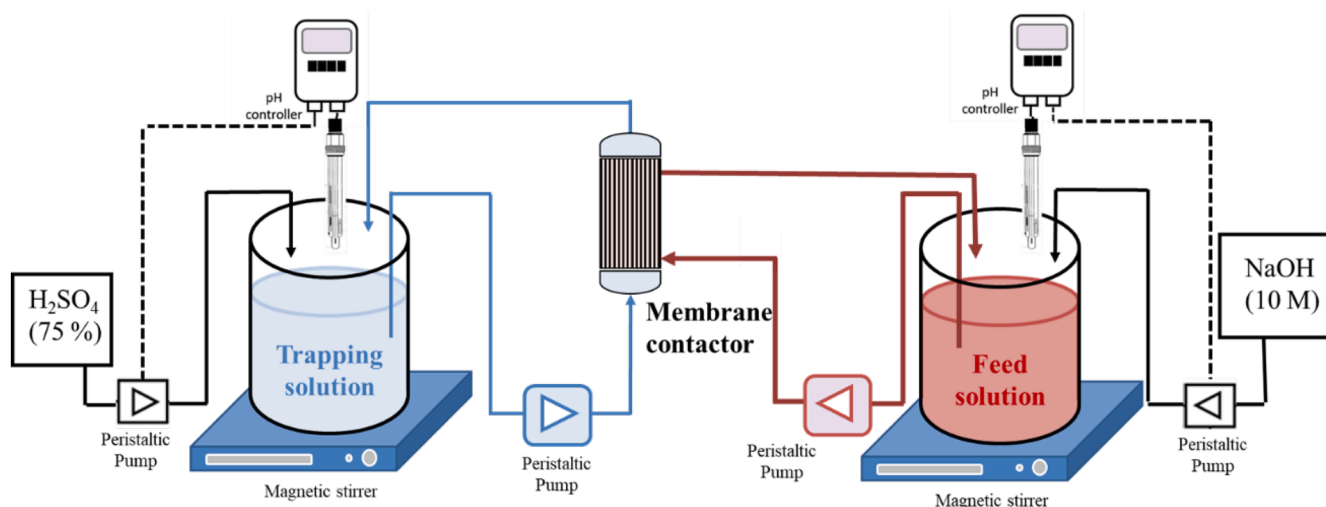 pH
controller
pH
controller
H₂SO₄
(75 %)
NaOH
(10 M)
Membrane
contactor
Trapping
solution
Feed
solution
Peristaltic
Pump
Peristaltic
Pump
Peristaltic
Pump
Peristaltic
Pump
Magnetic stirrer
Magnetic stirrer